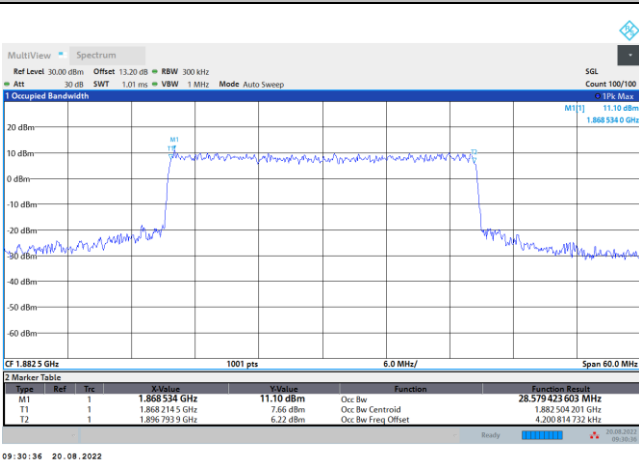 MultiView Spectrum
Ref Level 30.00 dBm Offset 13.20 dB RBW 300 kHz SGL
Att 30 dB SWT 1.01 ms VBW 1 MHz Mode Auto Sweep Count 100/100
1 Occupied Bandwidth 1Pk Max
M1[1] 11.10 dBm
1.868 534 0 GHz
20 dBm
M1
T1
T2
10 dBm
0 dBm
-10 dBm
-20 dBm
-30 dBm
-40 dBm
-50 dBm
-60 dBm
CF 1.882 5 GHz 1001 pts 6.0 MHz/ Span 60.0 MHz
2 Marker Table
Type Ref Trc X-Value Y-Value Function Function Result
M1 1 1.868 534 GHz 11.10 dBm Occ Bw 28.579 423 603 MHz
T1 1 1.868 214 5 GHz 7.66 dBm Occ Bw Centroid 1.882 504 201 GHz
T2 1 1.896 793 9 GHz 6.22 dBm Occ Bw Freq Offset 4.200 814 732 kHz
Ready 20.08.2022
09:30:36
09:30:36 20.08.2022